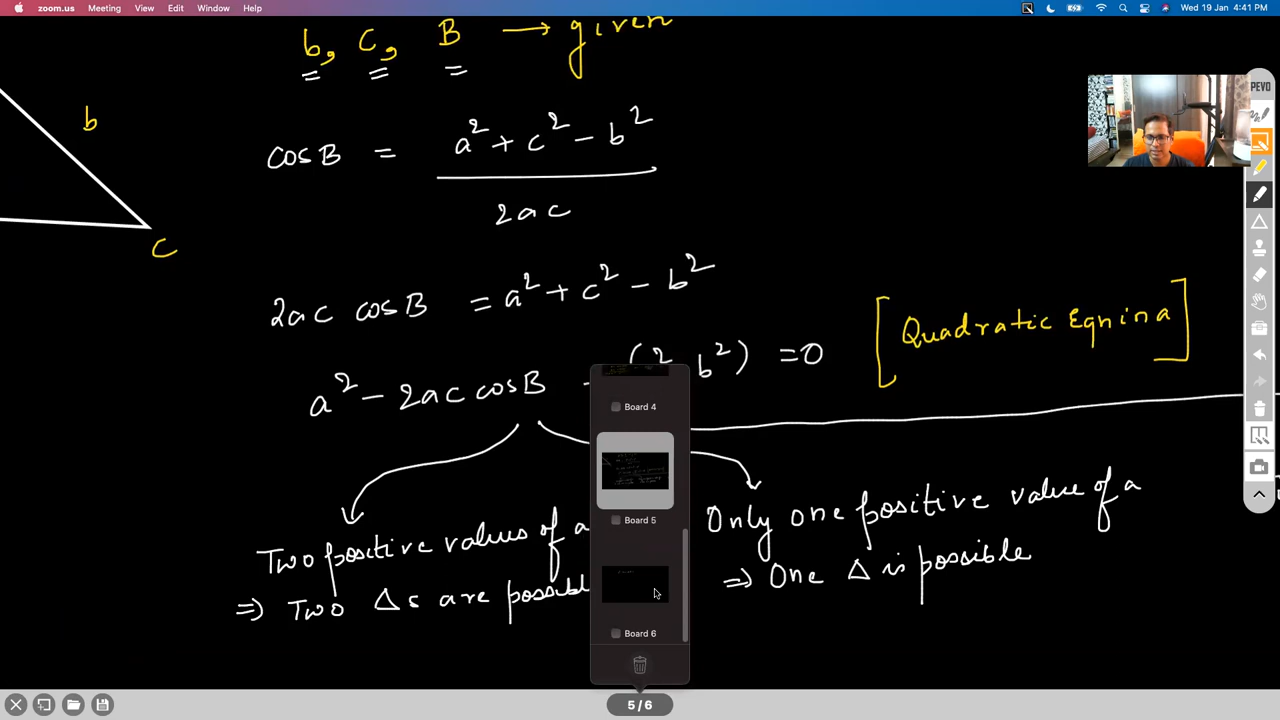 zoom.us Meeting View Edit Window Help Wed 19 Jan 4:41 PM
b, c, B → given
IPEVO
b
cos B = a² + c² - b² / 2ac
C
2ac cos B = a² + c² - b²
[Quadratic Eqn in a]
a² - 2ac cos B b²) = 0
Board 4
Board 5
Two positive values of a
⇒ Two Δs are possibl
Only one positive value of a
⇒ One Δ is possible
Board 6
5 / 6